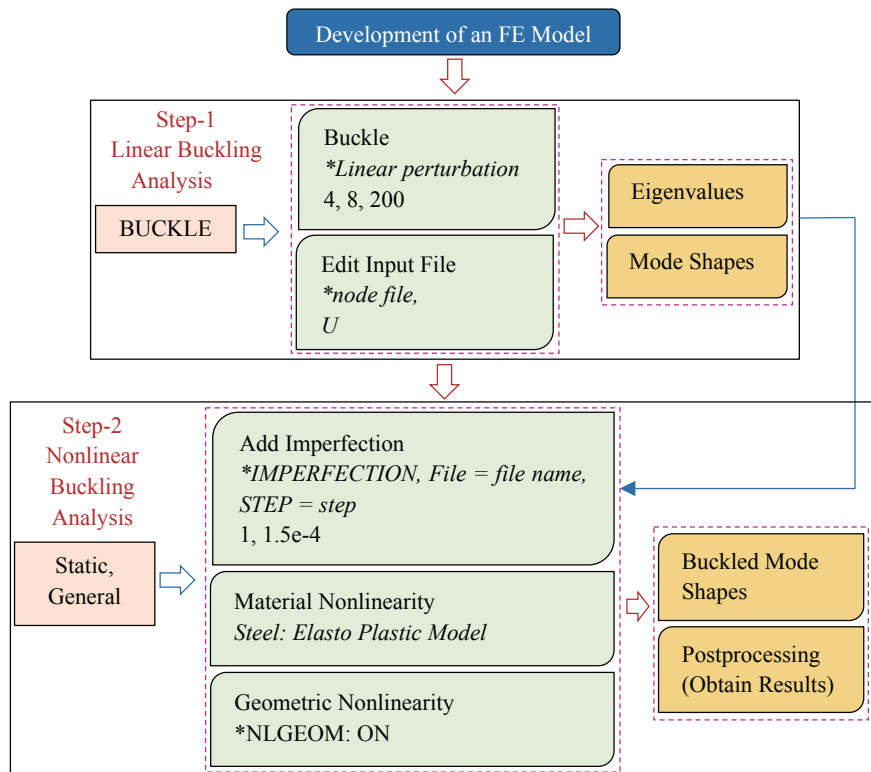 Development of an FE Model
Step-1
Linear Buckling
Analysis
BUCKLE
Buckle
*Linear perturbation
4, 8, 200
Edit Input File
*node file,
U
Eigenvalues
Mode Shapes
Step-2
Nonlinear
Buckling
Analysis
Static,
General
Add Imperfection
*IMPERFECTION, File = file name,
STEP = step
1, 1.5e-4
Material Nonlinearity
Steel: Elasto Plastic Model
Geometric Nonlinearity
*NLGEOM: ON
Buckled Mode
Shapes
Postprocessing
(Obtain Results)